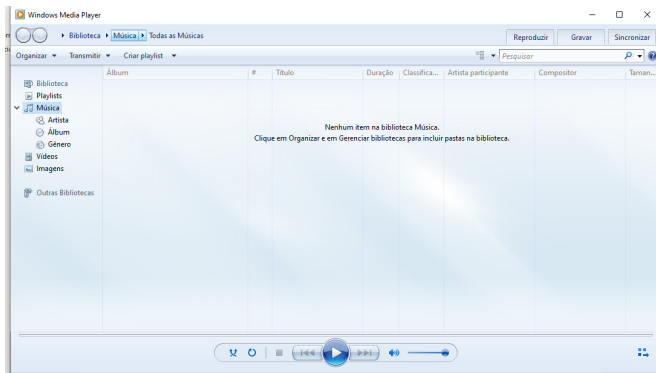 Windows Media Player
Biblioteca Música Todas as Músicas
Reproduzir Gravar Sincronizar
Organizar Transmitir Criar playlist
Pesquisar
Álbum # Título Duração Classifica... Artista participante Compositor Taman...
Biblioteca
Playlists
Música
Artista
Álbum
Gênero
Vídeos
Imagens
Outras Bibliotecas
Nenhum item na biblioteca Música.
Clique em Organizar e em Gerenciar bibliotecas para incluir pastas na biblioteca.